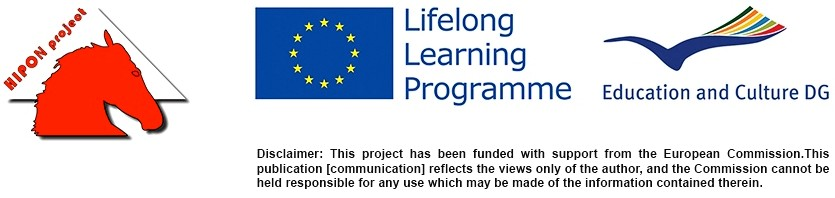 HIPON project
Lifelong
Learning
Programme
Education and Culture DG
Disclaimer: This project has been funded with support from the European Commission.This
publication [communication] reflects the views only of the author, and the Commission cannot be
held responsible for any use which may be made of the information contained therein.